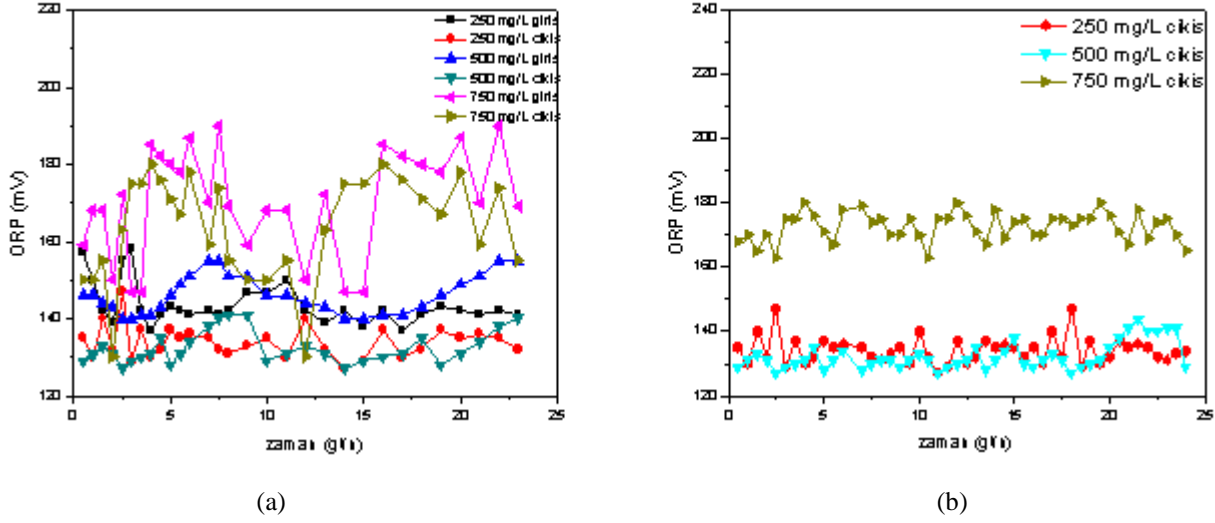 220
200
180
160
140
120
ORP (mV)
250 mg/L giris
250 mg/L cikis
500 mg/L giris
500 mg/L cikis
750 mg/L giris
750 mg/L cikis
0 5 10 15 20 25
zaman (gün)
(a)
240
220
200
180
160
140
120
ORP (mV)
250 mg/L cikis
500 mg/L cikis
750 mg/L cikis
0 5 10 15 20 25
zaman (gün)
(b)